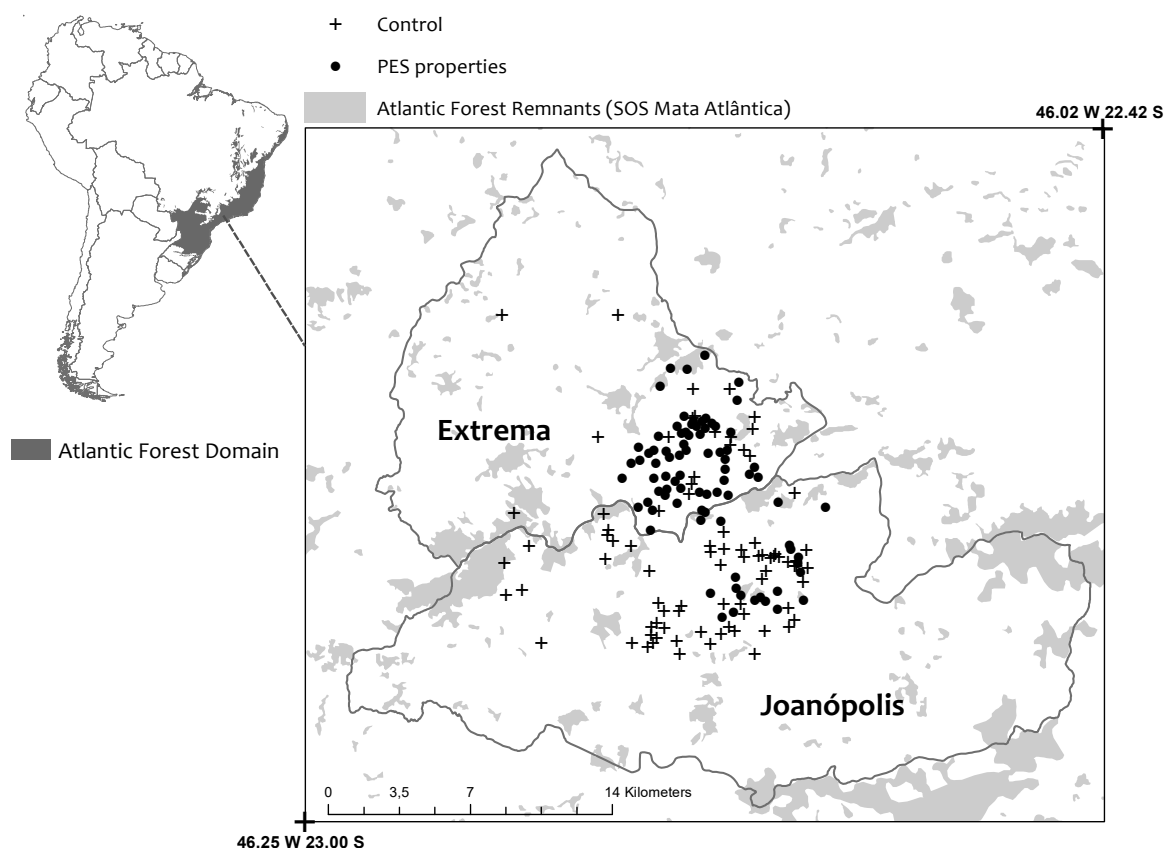 Control
PES properties
Atlantic Forest Remnants (SOS Mata Atlântica)
46.02 W 22.42 S
Extrema
Atlantic Forest Domain
Joanópolis
0 3,5 7 14 Kilometers
46.25 W 23.00 S